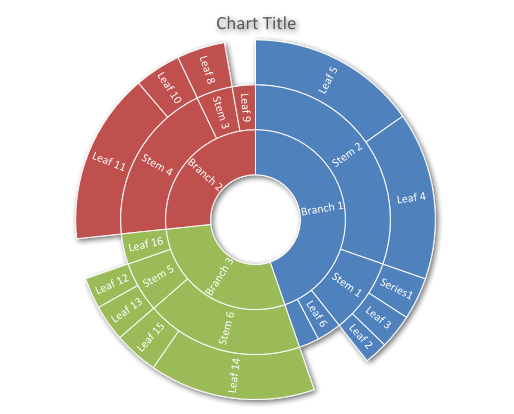 Chart Title
Leaf 5
Stem 2
Leaf 4
Branch 1
Series1
Stem 1
Leaf 3
Leaf 2
Leaf 6
Branch 3
Stem 6
Leaf 14
Leaf 15
Stem 5
Leaf 13
Leaf 12
Leaf 16
Branch 2
Stem 4
Leaf 11
Leaf 10
Stem 3
Leaf 8
Leaf 9